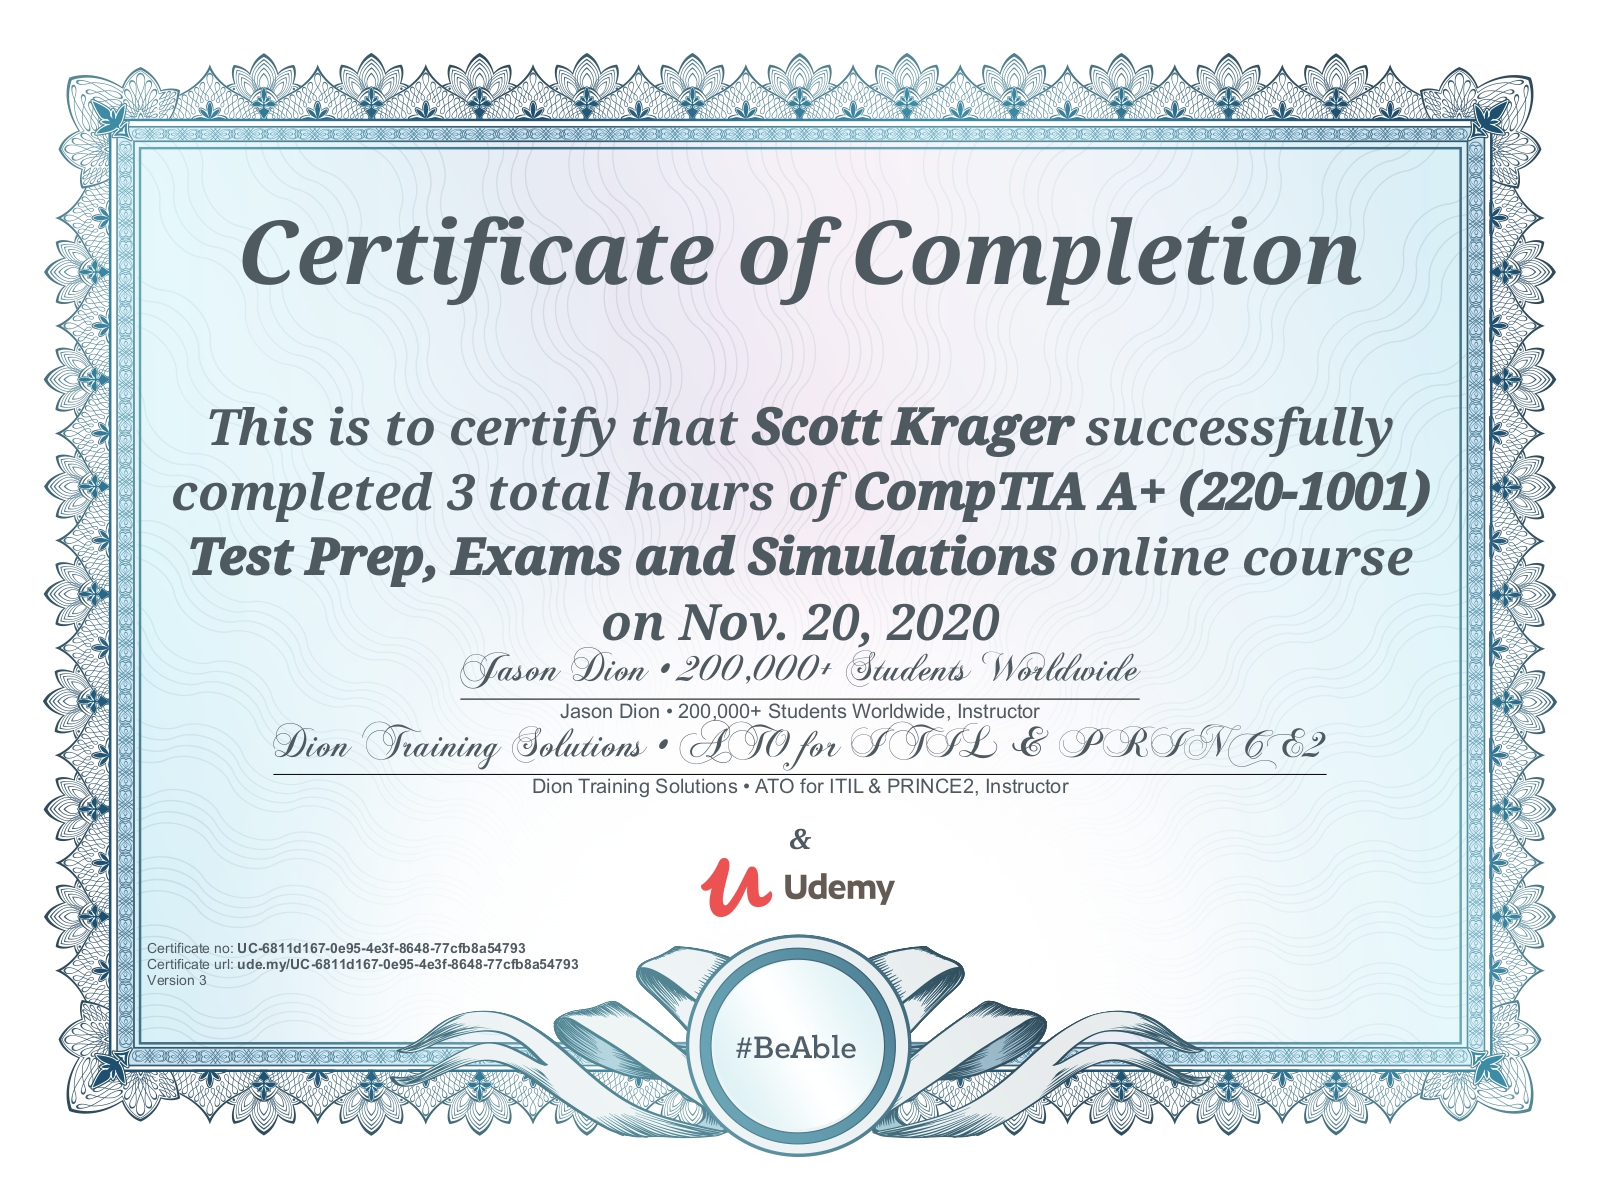 Certificate of Completion
This is to certify that Scott Krager successfully
completed 3 total hours of CompTIA A+ (220-1001)
Test Prep, Exams and Simulations online course
on Nov. 20, 2020
Jason Dion • 200,000+ Students Worldwide
Jason Dion • 200,000+ Students Worldwide, Instructor
Dion Training Solutions • ATO for ITIL & PRINCE2
Dion Training Solutions • ATO for ITIL & PRINCE2, Instructor
&
Udemy
Certificate no: UC-6811d167-0e95-4e3f-8648-77cfb8a54793
Certificate url: ude.my/UC-6811d167-0e95-4e3f-8648-77cfb8a54793
Version 3
#BeAble